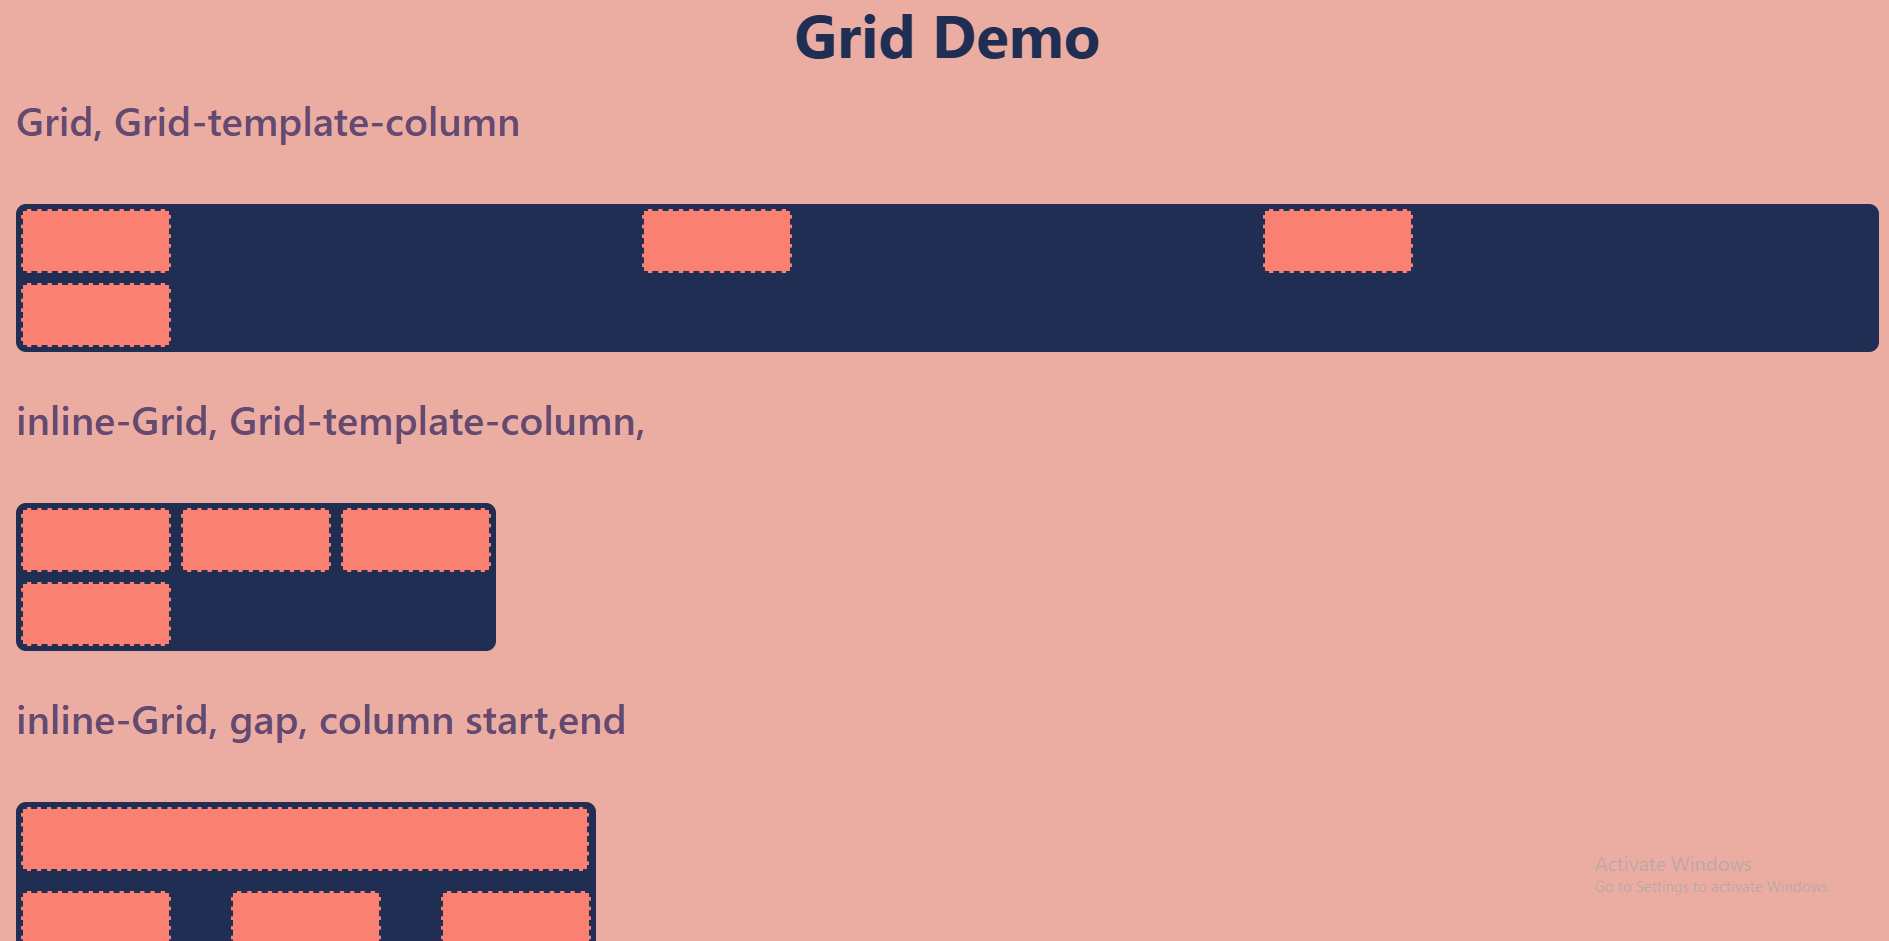 Grid Demo
Grid, Grid-template-column
inline-Grid, Grid-template-column,
inline-Grid, gap, column start,end
Activate Windows
Go to Settings to activate Windows.